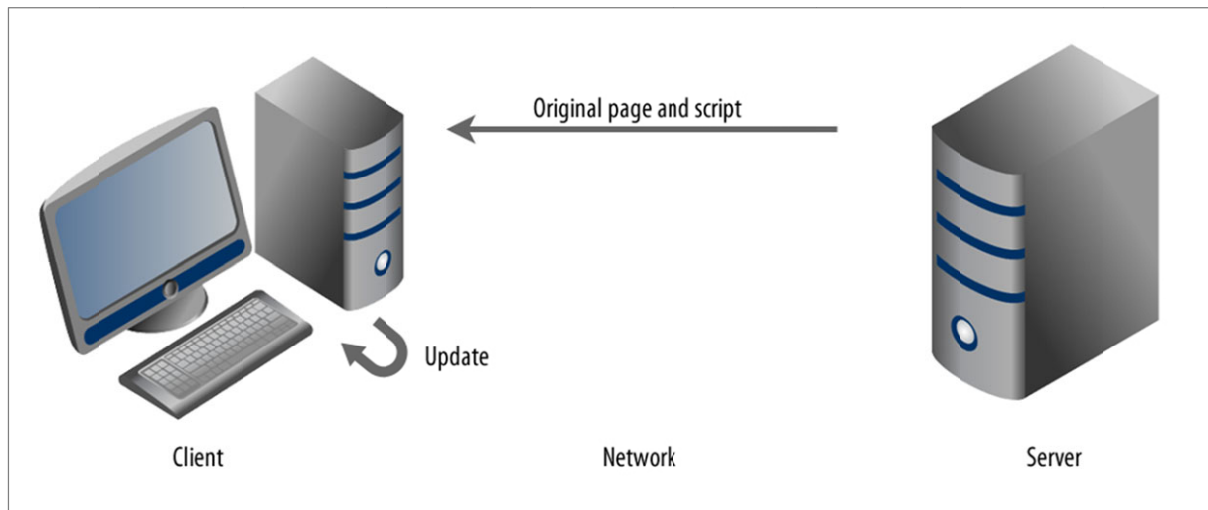 Original page and script
Update
Client
Network
Server